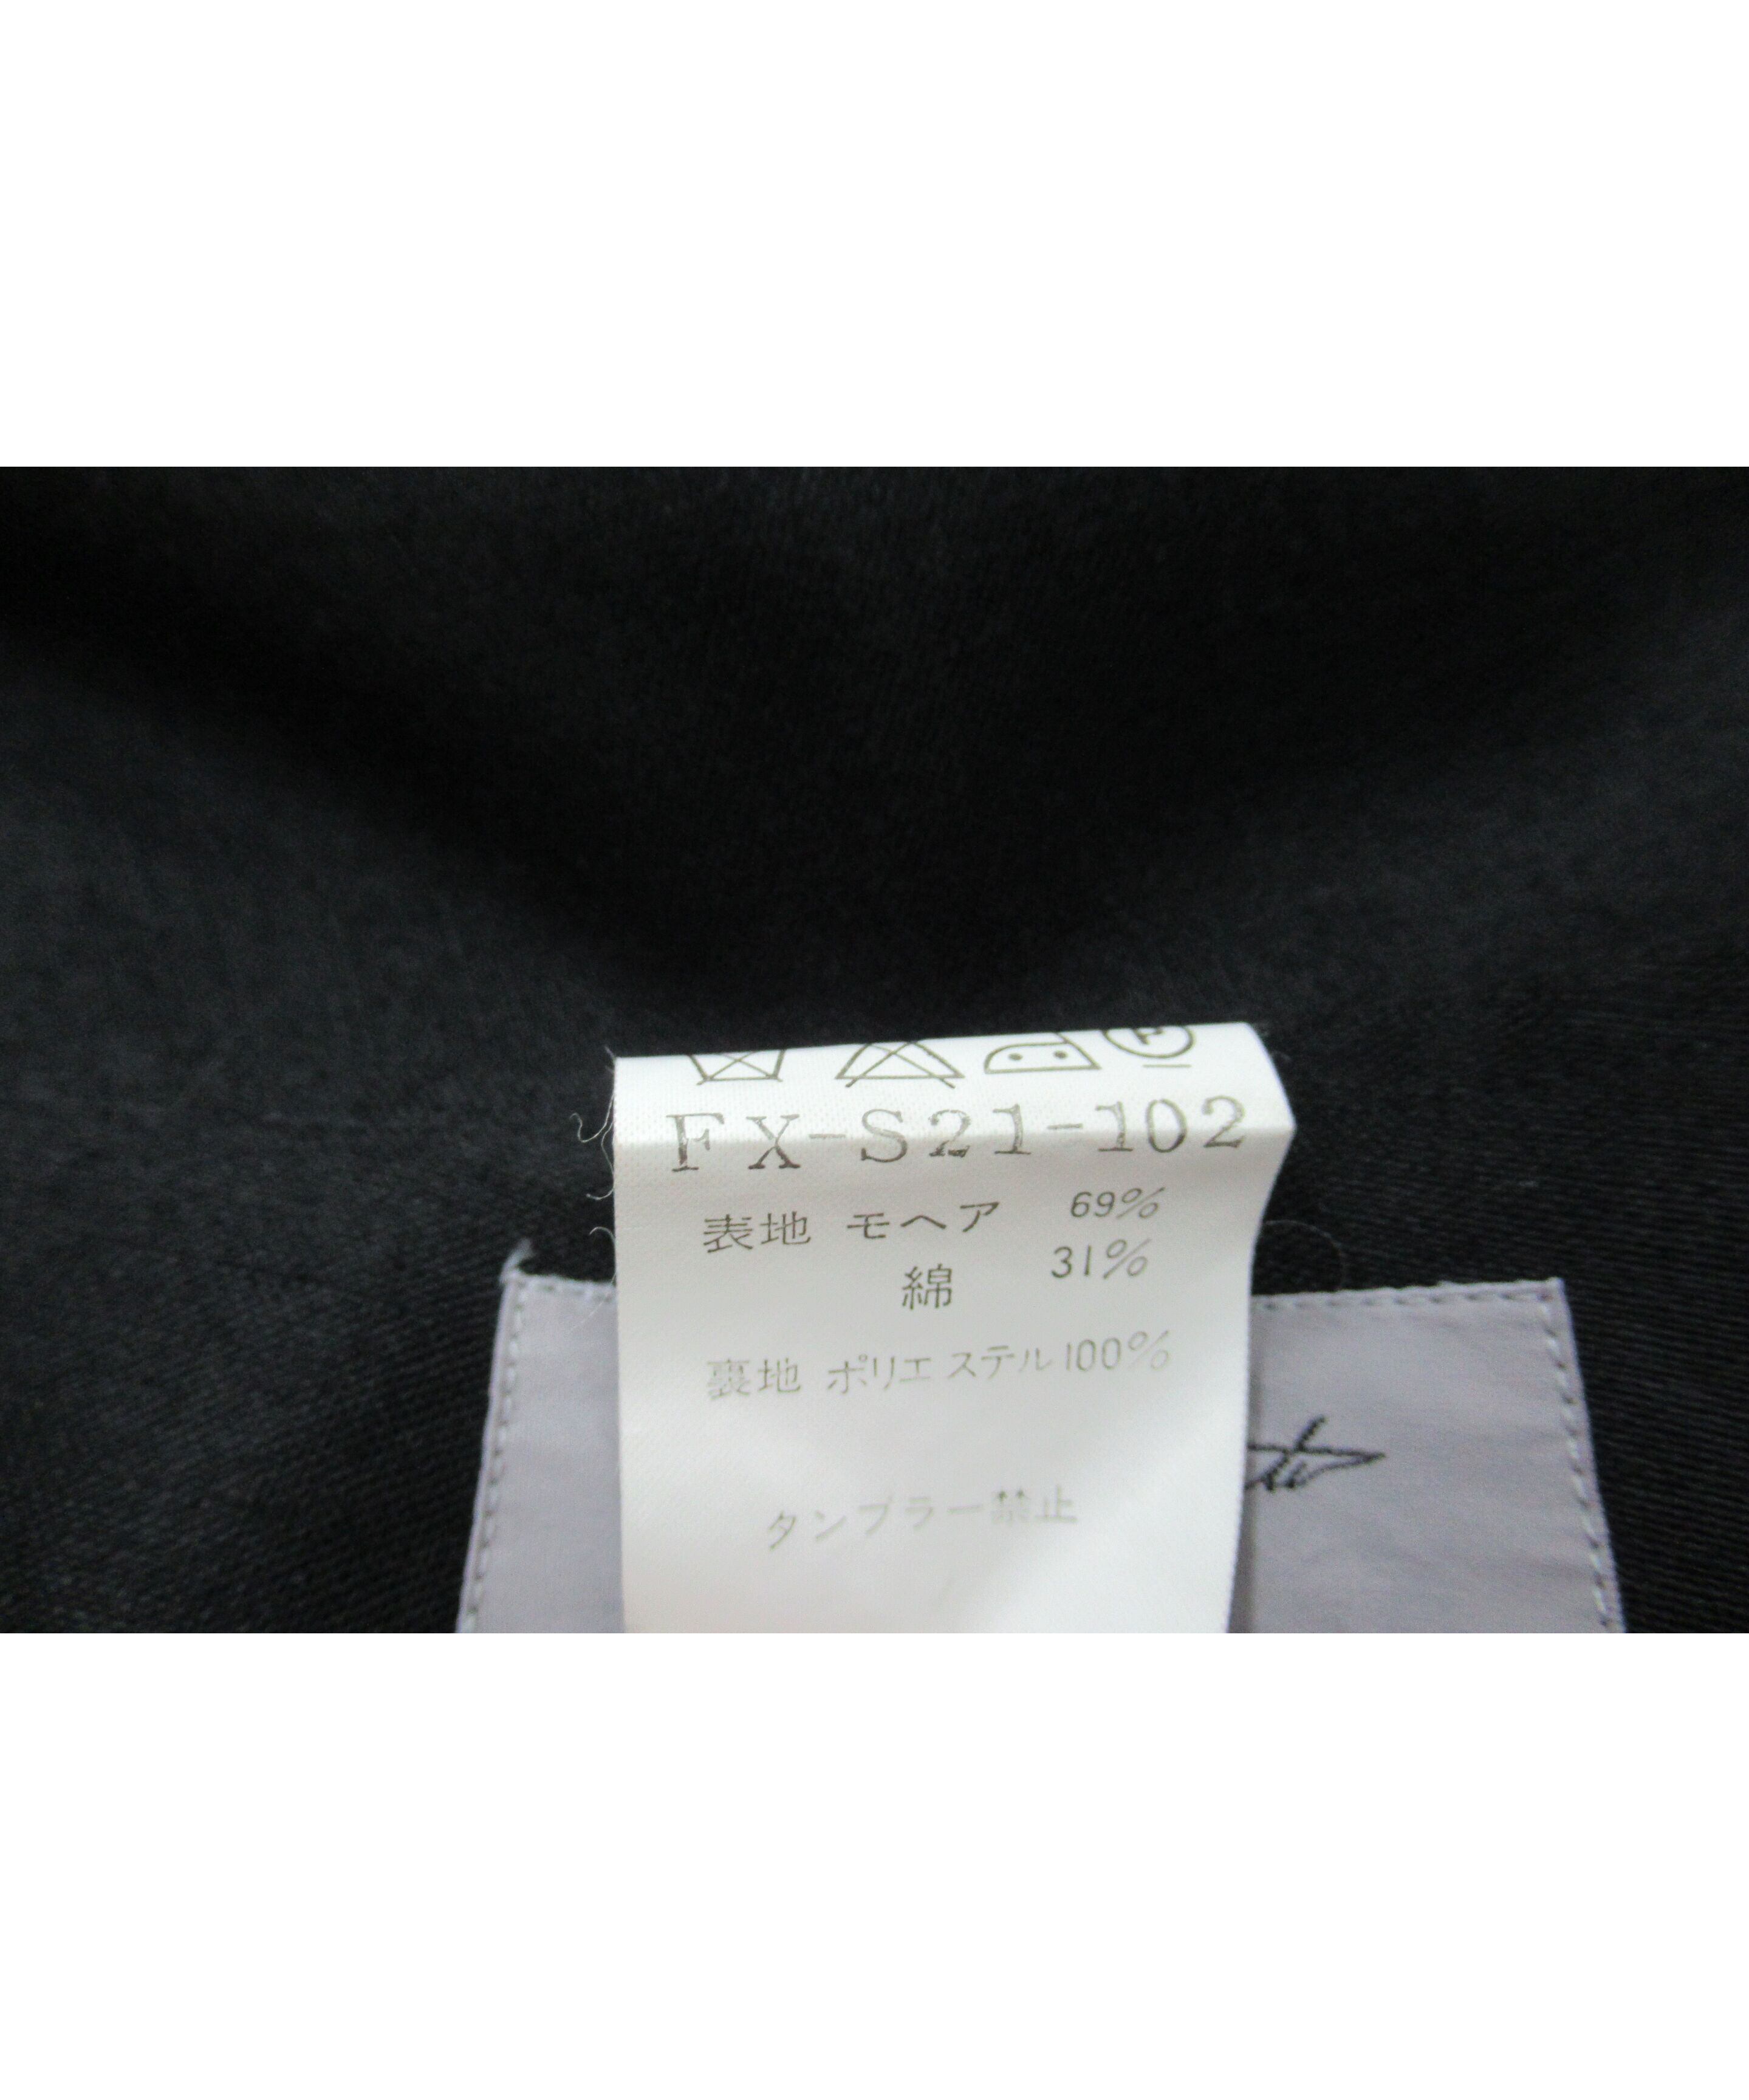 FX-S21-102
表地 モヘア 69%
綿 31%
裏地 ポリエステル100%
タンブラー禁止